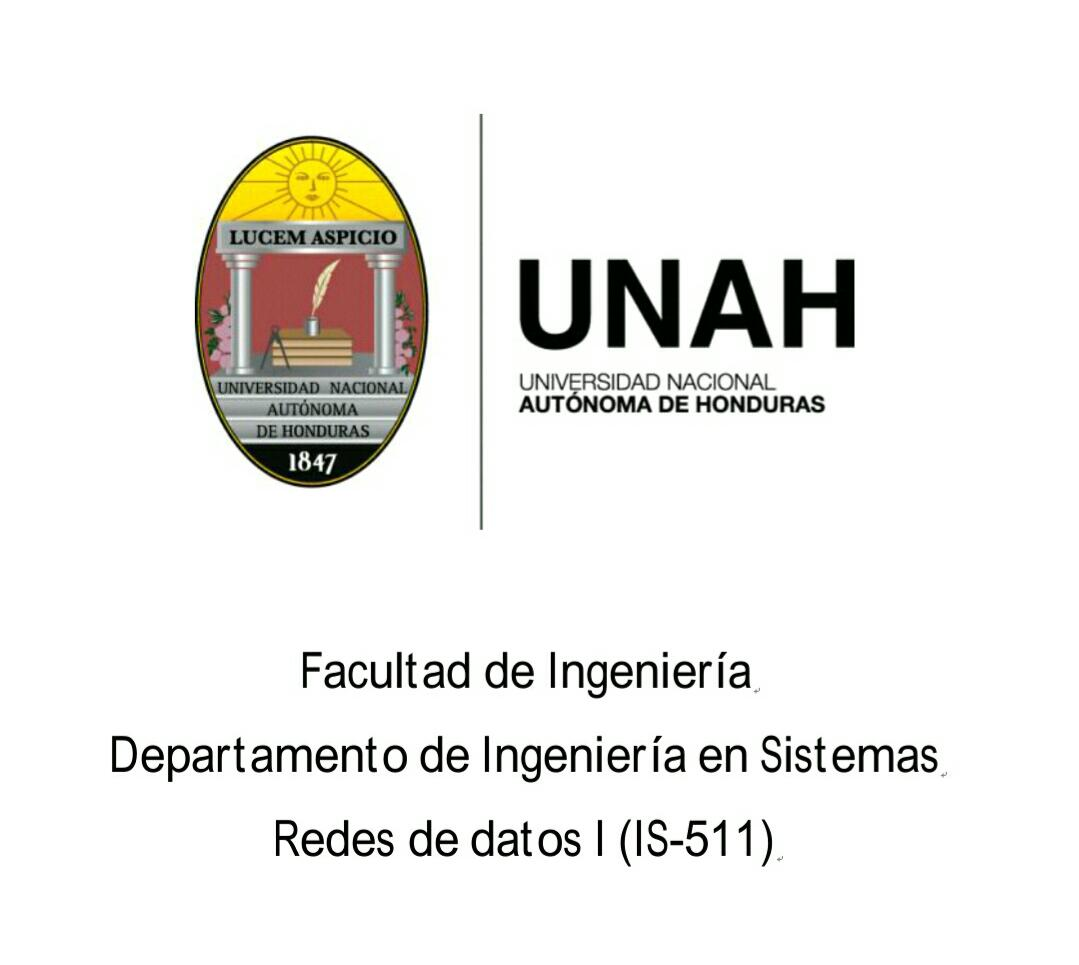 LUCEM ASPICIO
UNIVERSIDAD NACIONAL
AUTÓNOMA
DE HONDURAS
1847
UNAH
UNIVERSIDAD NACIONAL
AUTÓNOMA DE HONDURAS
Facultad de Ingeniería
Departamento de Ingeniería en Sistemas
Redes de datos I (IS-511)